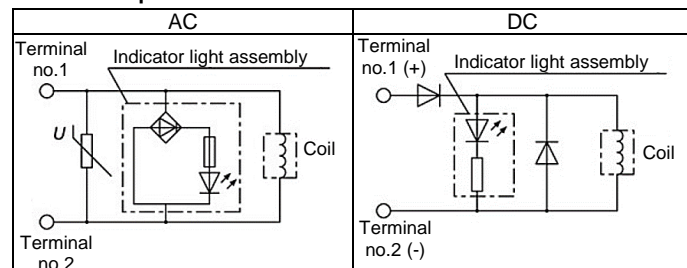 AC
DC
Terminal
no.1
Indicator light assembly
U
Coil
Terminal
no.2
Terminal
no.1 (+)
Indicator light assembly
Coil
Terminal
no.2 (-)